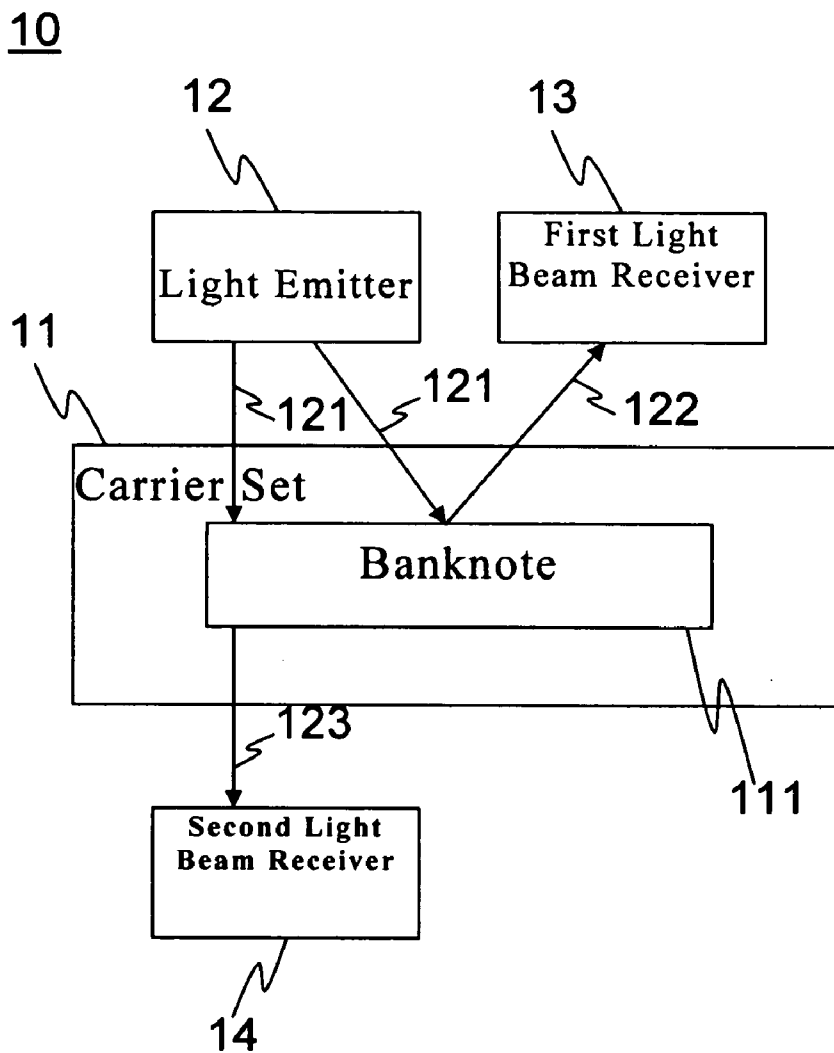 10
12
13
Light Emitter
First Light
Beam Receiver
11
121
121
122
Carrier Set
Banknote
123
111
Second Light
Beam Receiver
14